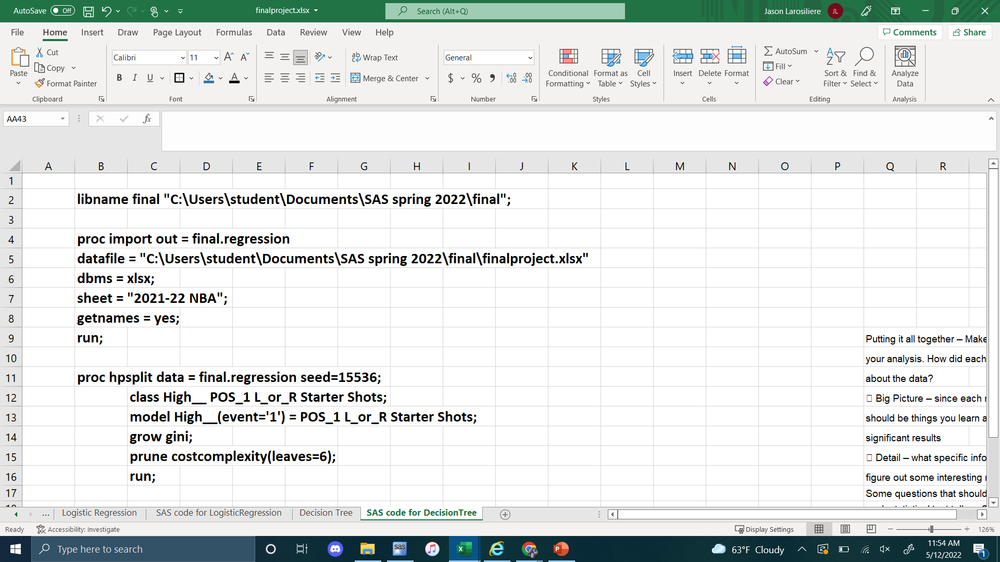 AutoSave Off finalproject.xlsx Search (Alt+Q) Jason Larosiliere JL
File Home Insert Draw Page Layout Formulas Data Review View Help Comments Share
Paste Cut Copy Format Painter Clipboard
Calibri 11 B I U A Font
ab Wrap Text Merge & Center Alignment
General $ % Number
Conditional Formatting Format as Table Cell Styles Styles
Insert Delete Format Cells
AutoSum Fill Clear Sort & Filter Find & Select Editing
Analyze Data Analysis
AA43 fx
A B C D E F G H I J K L M N O P Q R
1
2 libname final "C:\Users\student\Documents\SAS spring 2022\final";
3
4 proc import out = final.regression
5 datafile = "C:\Users\student\Documents\SAS spring 2022\final\finalproject.xlsx"
6 dbms = xlsx;
7 sheet = "2021-22 NBA";
8 getnames = yes;
9 run; Putting it all together – Make
10 your analysis. How did each
11 proc hpsplit data = final.regression seed=15536; about the data?
12 class High__ POS_1 L_or_R Starter Shots; Big Picture – since each
13 model High__(event='1') = POS_1 L_or_R Starter Shots; should be things you learn
14 grow gini; significant results
15 prune costcomplexity(leaves=6); Detail – what specific info
16 run; figure out some interesting
17 Some questions that should
... Logistic Regression SAS code for LogisticRegression Decision Tree SAS code for DecisionTree
Ready Accessibility: Investigate Display Settings 126%
Type here to search sas 63°F Cloudy 11:54 AM
5/12/2022 1